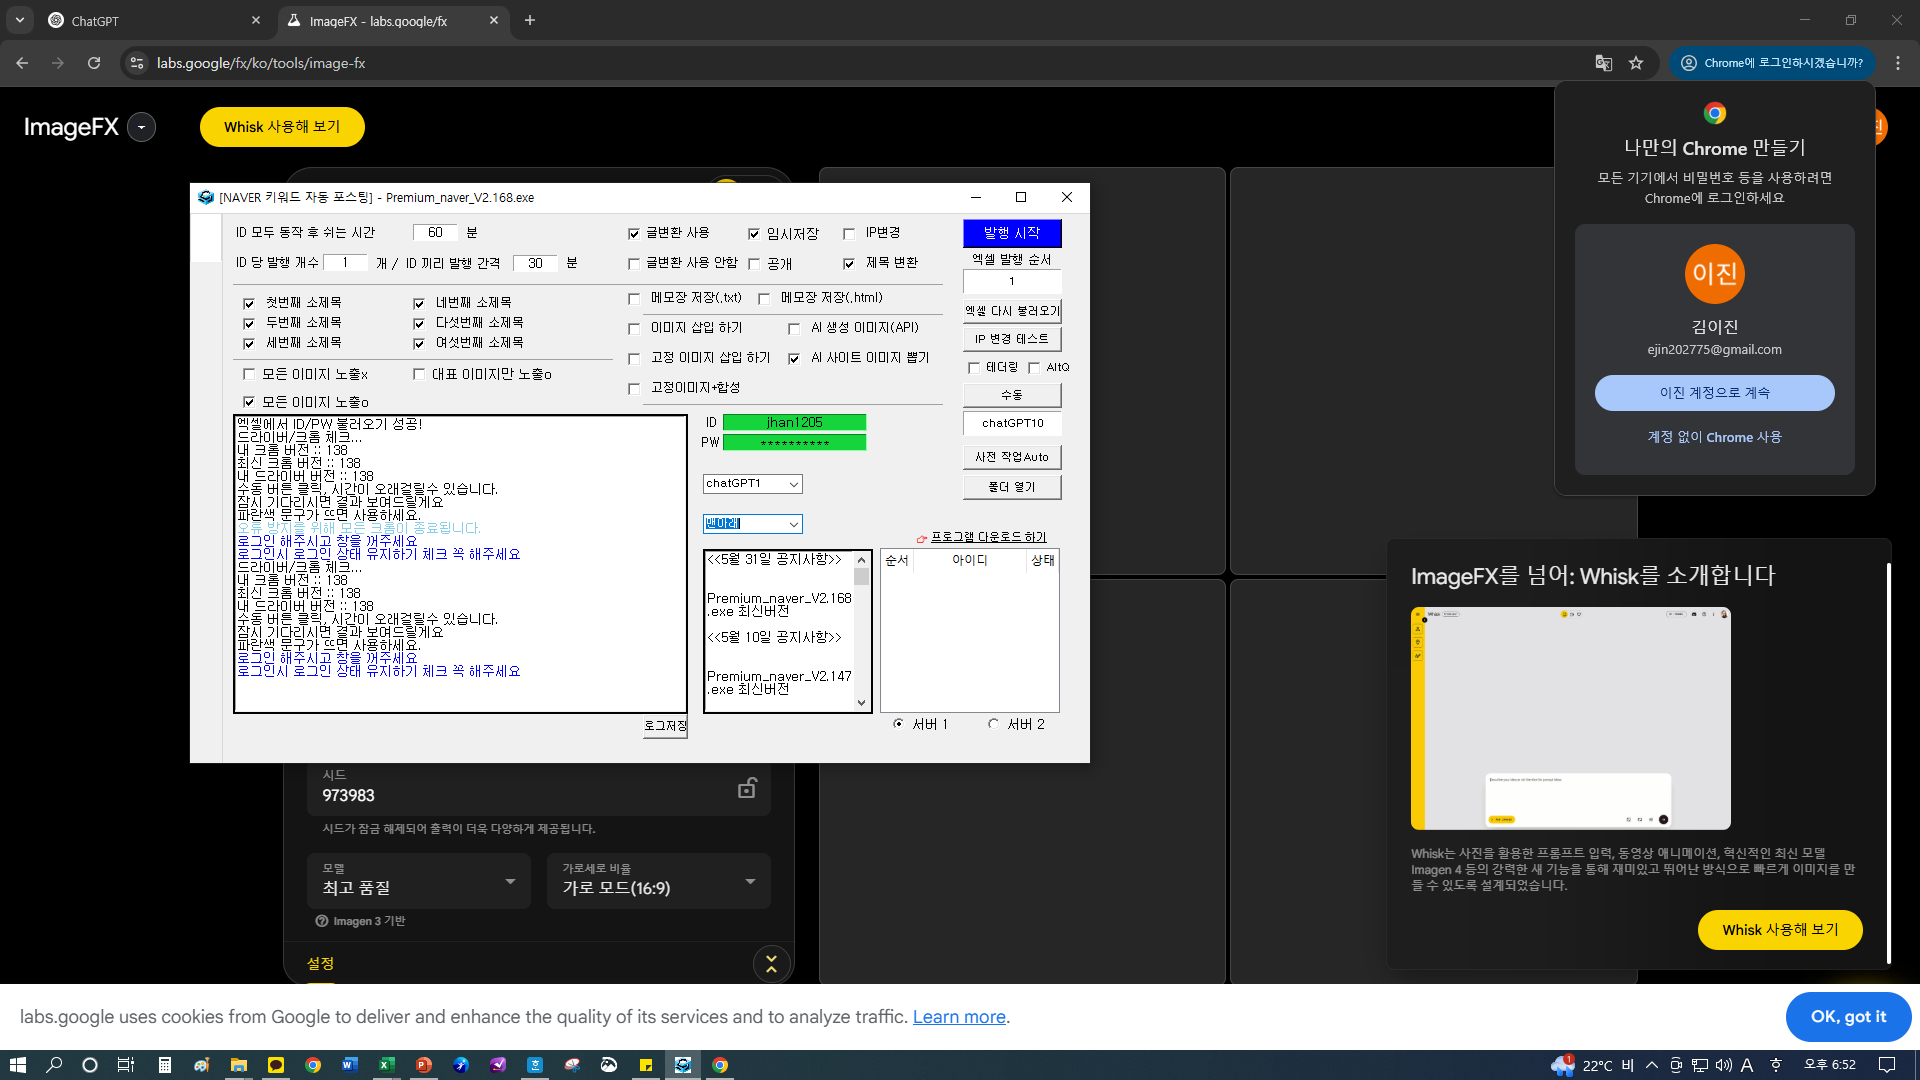 ChatGPT
ImageFX - labs.google/fx
labs.google/fx/ko/tools/image-fx
Chrome에 로그인하시겠습니까?
ImageFX
Whisk 사용해 보기
나만의 Chrome 만들기
모든 기기에서 비밀번호 등을 사용하려면
Chrome에 로그인하세요
이진
김이진
ejin202775@gmail.com
이진 계정으로 계속
계정 없이 Chrome 사용
[NAVER 키워드 자동 포스팅] - Premium_naver_V2.168.exe
ID 모두 동작 후 쉬는 시간 60 분
ID 당 발행 개수 1 개 / ID 끼리 발행 간격 30 분
글변환 사용 임시저장 IP변경
글변환 사용 안함 공개 제목 변환
발행 시작
엑셀 발행 순서
1
엑셀 다시 불러오기
IP 변경 테스트
테더링 AltQ
수동
chatGPT10
사전 작업Auto
폴더 열기
첫번째 소제목 네번째 소제목
두번째 소제목 다섯번째 소제목
세번째 소제목 여섯번째 소제목
모든 이미지 노출x 대표 이미지만 노출o
모든 이미지 노출o
메모장 저장(.txt) 메모장 저장(.html)
이미지 삽입 하기 AI 생성 이미지(API)
고정 이미지 삽입 하기 AI 사이트 이미지 뽑기
고정이미지+합성
엑셀에서 ID/PW 불러오기 성공!
드라이버/크롬 체크...
내 크롬 버전 :: 138
최신 크롬 버전 :: 138
내 드라이버 버전 :: 138
수동 버튼 클릭, 시간이 오래걸릴수 있습니다.
잠시 기다리시면 결과 보여드릴게요
파란색 문구가 뜨면 사용하세요.
오류 방지를 위해 모든 크롬이 종료됩니다.
로그인 해주시고 창을 꺼주세요
로그인시 로그인 상태 유지하기 체크 꼭 해주세요
드라이버/크롬 체크...
내 크롬 버전 :: 138
최신 크롬 버전 :: 138
내 드라이버 버전 :: 138
수동 버튼 클릭, 시간이 오래걸릴수 있습니다.
잠시 기다리시면 결과 보여드릴게요
파란색 문구가 뜨면 사용하세요.
로그인 해주시고 창을 꺼주세요
로그인시 로그인 상태 유지하기 체크 꼭 해주세요
로그저장
ID jhan1205
PW **********
chatGPT1
맨아래
프로그램 다운로드 하기
<<5월 31일 공지사항>>
Premium_naver_V2.168
.exe 최신버전
<<5월 10일 공지사항>>
Premium_naver_V2.147
.exe 최신버전
순서 아이디 상태
서버 1 서버 2
시드
973983
시드가 잠금 해제되어 출력이 더욱 다양하게 제공됩니다.
모델
최고 품질
가로세로 비율
가로 모드(16:9)
Imagen 3 기반
설정
ImageFX를 넘어: Whisk를 소개합니다
Whisk는 사진을 활용한 프롬프트 입력, 동영상 애니메이션, 혁신적인 최신 모델
Imagen 4 등의 강력한 새 기능을 통해 재미있고 뛰어난 방식으로 빠르게 이미지를 만
들 수 있도록 설계되었습니다.
Whisk 사용해 보기
labs.google uses cookies from Google to deliver and enhance the quality of its services and to analyze traffic. Learn more.
OK, got it
22°C 비
A
오후 6:52